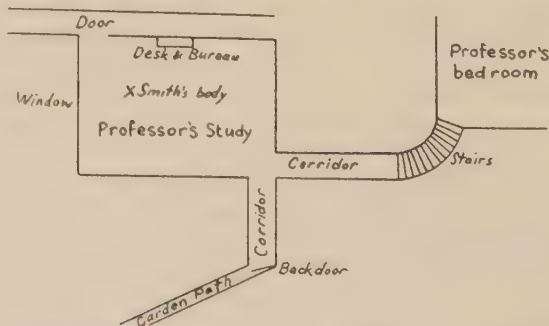 Door
Desk & Bureau
Professor's
bed room
Window
X Smith's body
Professor's Study
Corridor
Stairs
Corridor
Backdoor
Garden Path